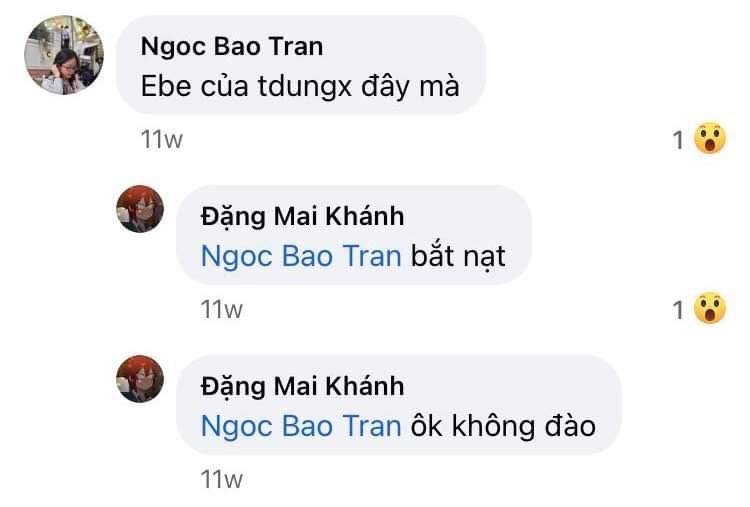 Ngoc Bao Tran
Ebe của tdungx đây mà
11w
1
Đặng Mai Khánh
Ngoc Bao Tran bắt nạt
11w
1
Đặng Mai Khánh
Ngoc Bao Tran ôk không đào
11w